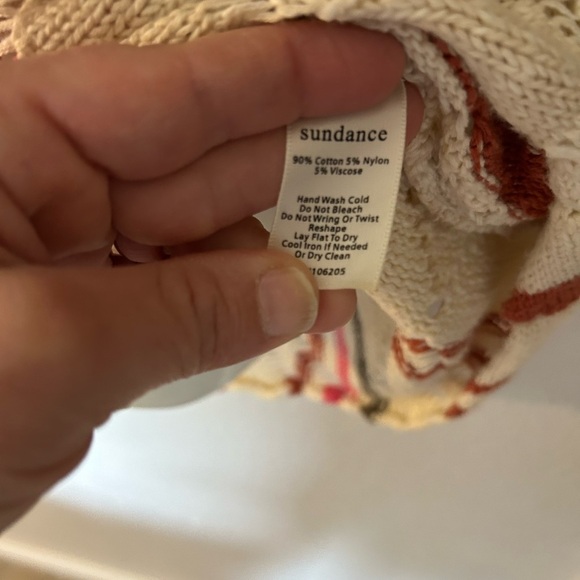 sundance
90% Cotton 5% Nylon
5% Viscose
Hand Wash Cold
Do Not Bleach
Do Not Wring Or Twist
Reshape
Lay Flat To Dry
Cool Iron If Needed
Or Dry Clean